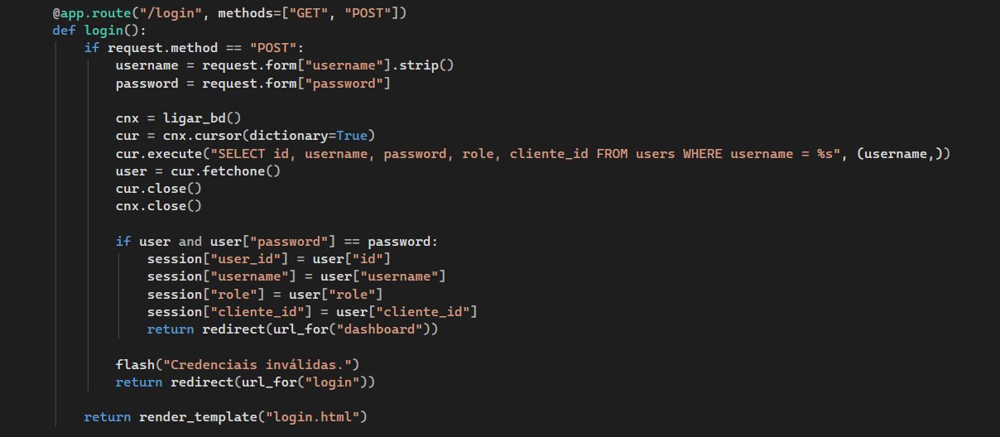 @app.route("/login", methods=["GET", "POST"])
def login():
    if request.method == "POST":
        username = request.form["username"].strip()
        password = request.form["password"]

        cnx = ligar_bd()
        cur = cnx.cursor(dictionary=True)
        cur.execute("SELECT id, username, password, role, cliente_id FROM users WHERE username = %s", (username,))
        user = cur.fetchone()
        cur.close()
        cnx.close()

        if user and user["password"] == password:
            session["user_id"] = user["id"]
            session["username"] = user["username"]
            session["role"] = user["role"]
            session["cliente_id"] = user["cliente_id"]
            return redirect(url_for("dashboard"))

        flash("Credenciais inválidas.")
        return redirect(url_for("login"))

    return render_template("login.html")